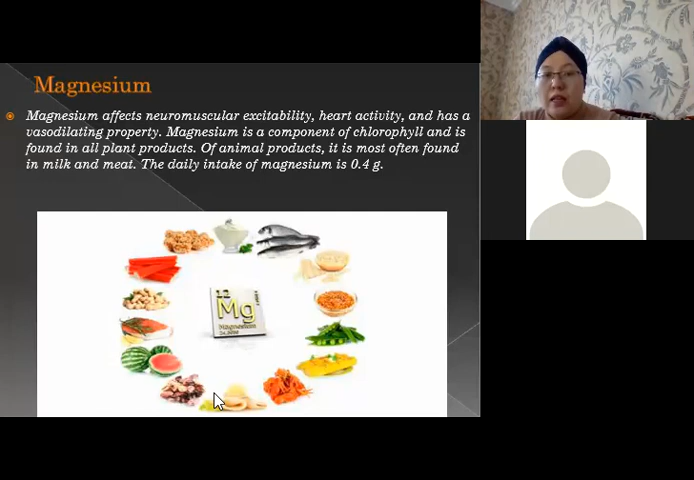 Magnesium
Magnesium affects neuromuscular excitability, heart activity, and has a
vasodilating property. Magnesium is a component of chlorophyll and is
found in all plant products. Of animal products, it is most often found
in milk and meat. The daily intake of magnesium is 0.4 g.
12
Mg
Magnesium